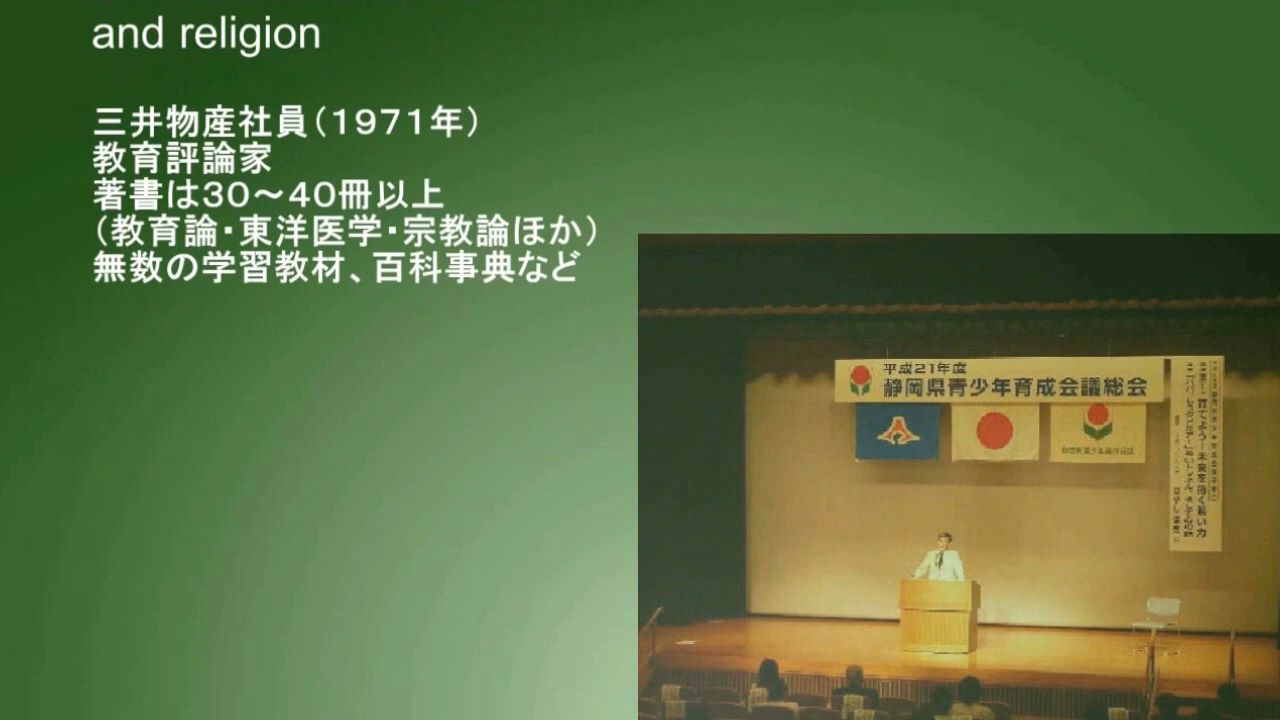 and religion
三井物産社員(1971年)
教育評論家
著書は30~40冊以上
(教育論・東洋医学・宗教論ほか)
無数の学習教材、百科事典など
平成21年度
静岡県青少年育成会議総会